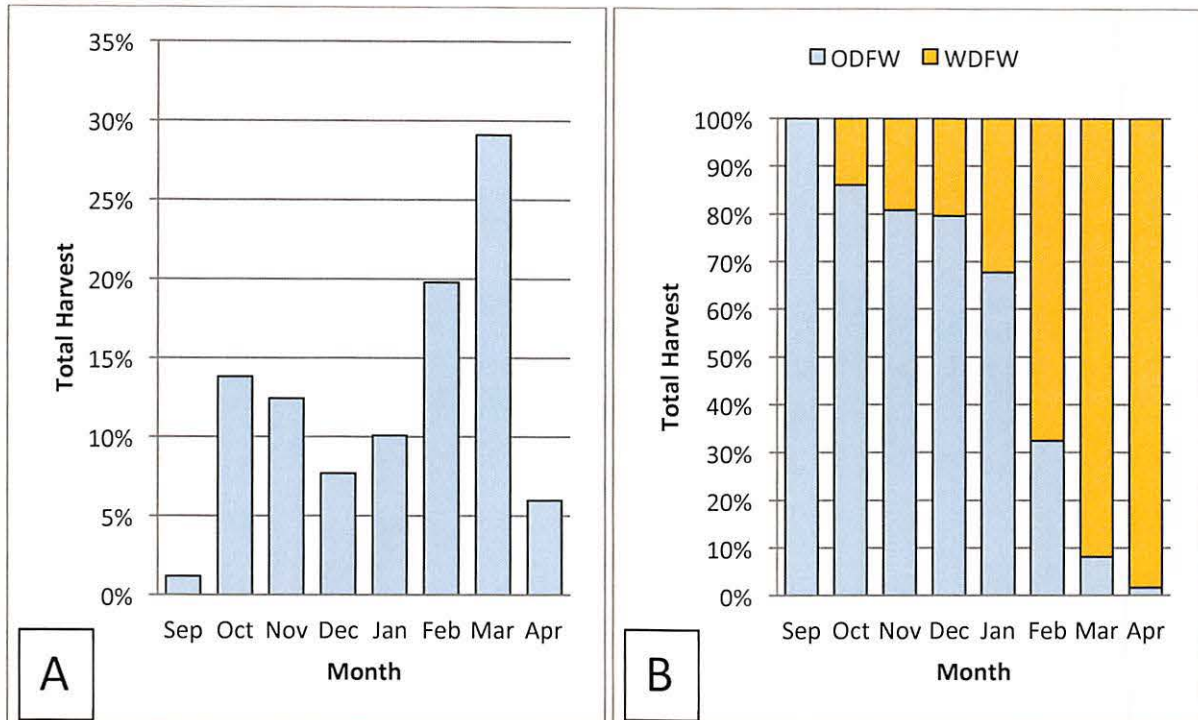 35%
30%
25%
20%
15%
10%
5%
0%
Total Harvest
Sep Oct Nov Dec Jan Feb Mar Apr
Month
A
ODFW WDFW
100%
90%
80%
70%
60%
50%
40%
30%
20%
10%
0%
Total Harvest
Sep Oct Nov Dec Jan Feb Mar Apr
Month
B